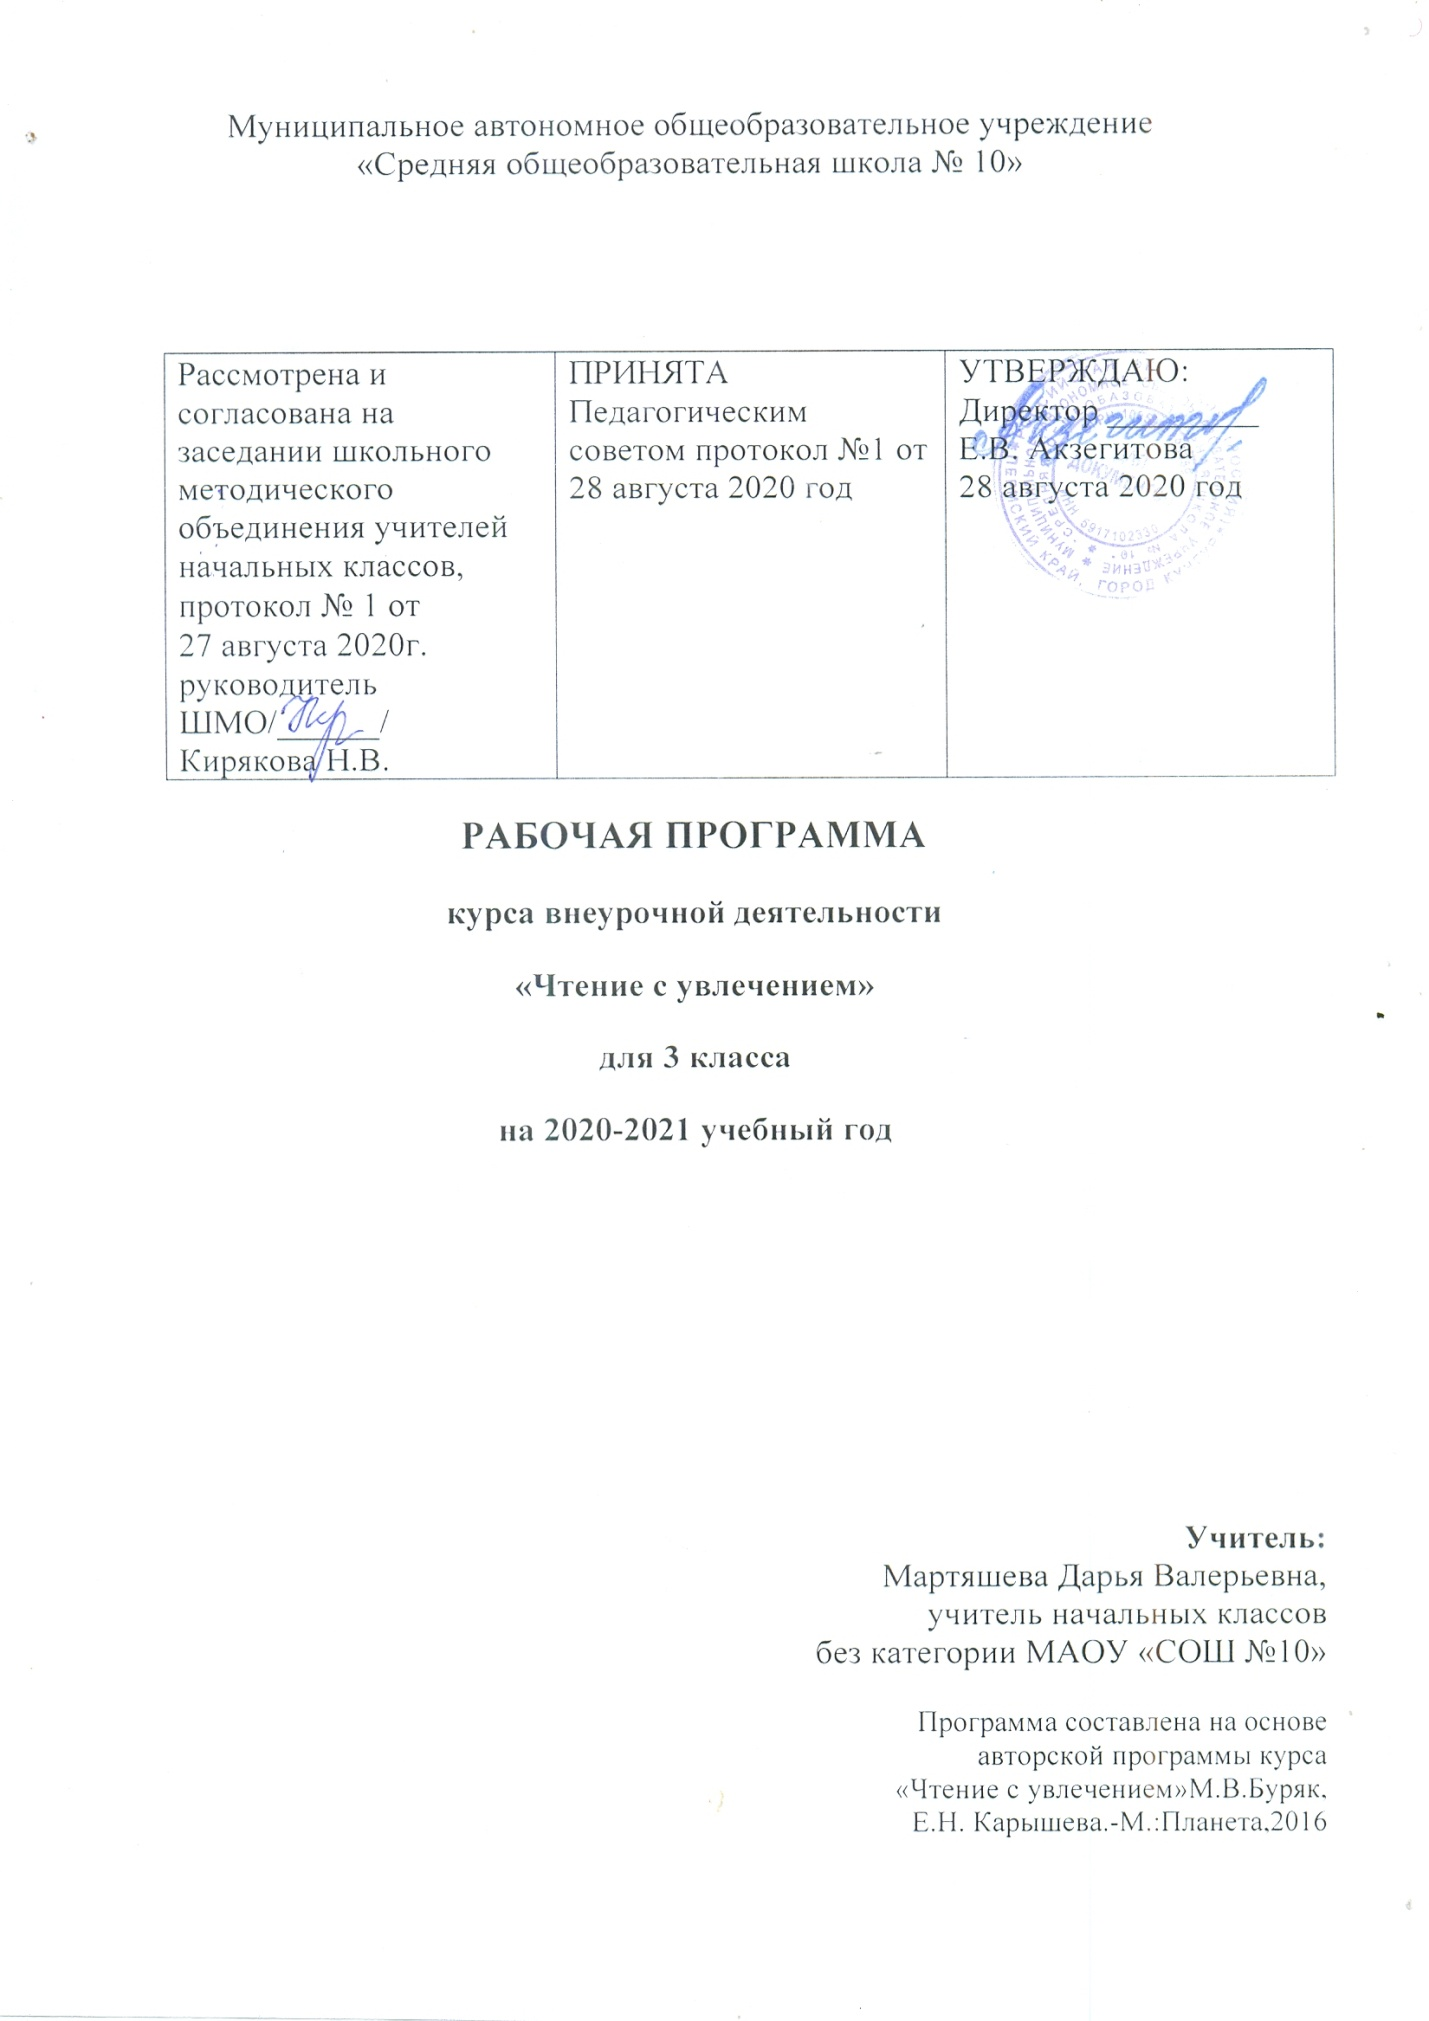 Муниципальное автономное общеобразовательное учреждение
«Средняя общеобразовательная школа № 10»
Рассмотрена и
согласована на
заседании школьного
методического
объединения учителей
начальных классов,
протокол № 1 от
27 августа 2020г.
руководитель
ШМО/______/
Кирякова Н.В.
ПРИНЯТА
Педагогическим
советом протокол №1 от
28 августа 2020 год
УТВЕРЖДАЮ:
Директор _________
Е.В. Акзегитова
28 августа 2020 год
РАБОЧАЯ ПРОГРАММА
курса внеурочной деятельности
«Чтение с увлечением»
для 3 класса
на 2020-2021 учебный год
Учитель:
Мартяшева Дарья Валерьевна,
учитель начальных классов
без категории МАОУ «СОШ №10»
Программа составлена на основе
авторской программы курса
«Чтение с увлечением»М.В.Буряк,
Е.Н. Карышева.-М.:Планета,2016